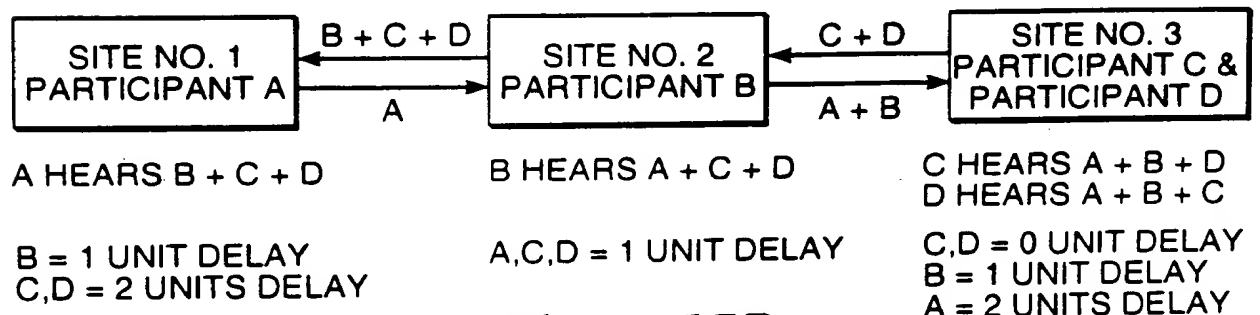 SITE NO. 1
PARTICIPANT A
B + C + D
A
SITE NO. 2
PARTICIPANT B
C + D
A + B
SITE NO. 3
PARTICIPANT C &
PARTICIPANT D
A HEARS B + C + D
B = 1 UNIT DELAY
C,D = 2 UNITS DELAY
B HEARS A + C + D
A,C,D = 1 UNIT DELAY
C HEARS A + B + D
D HEARS A + B + C
C,D = 0 UNIT DELAY
B = 1 UNIT DELAY
A = 2 UNITS DELAY